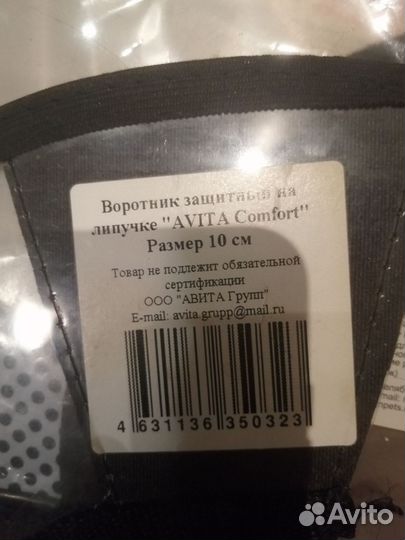 Воротник защитный на
липучке "AVITA Comfort"
Размер 10 см
Товар не подлежит обязательной
сертификации
ООО "АВИТА Групп"
E-mail: avita.grupp@mail.ru
4 631136 350323
Avito